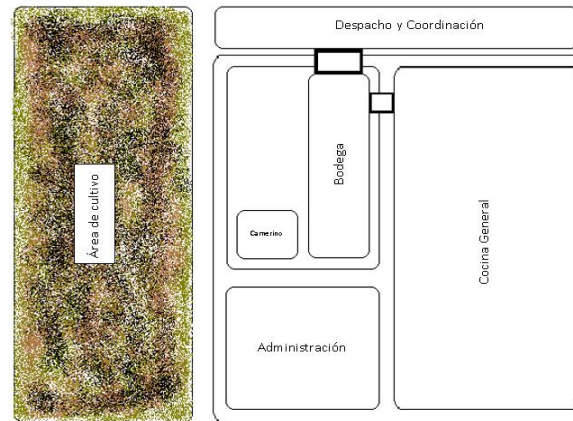 Despacho y Coordinación
Área de cultivo
Bodega
Camerino
Cocina General
Administración